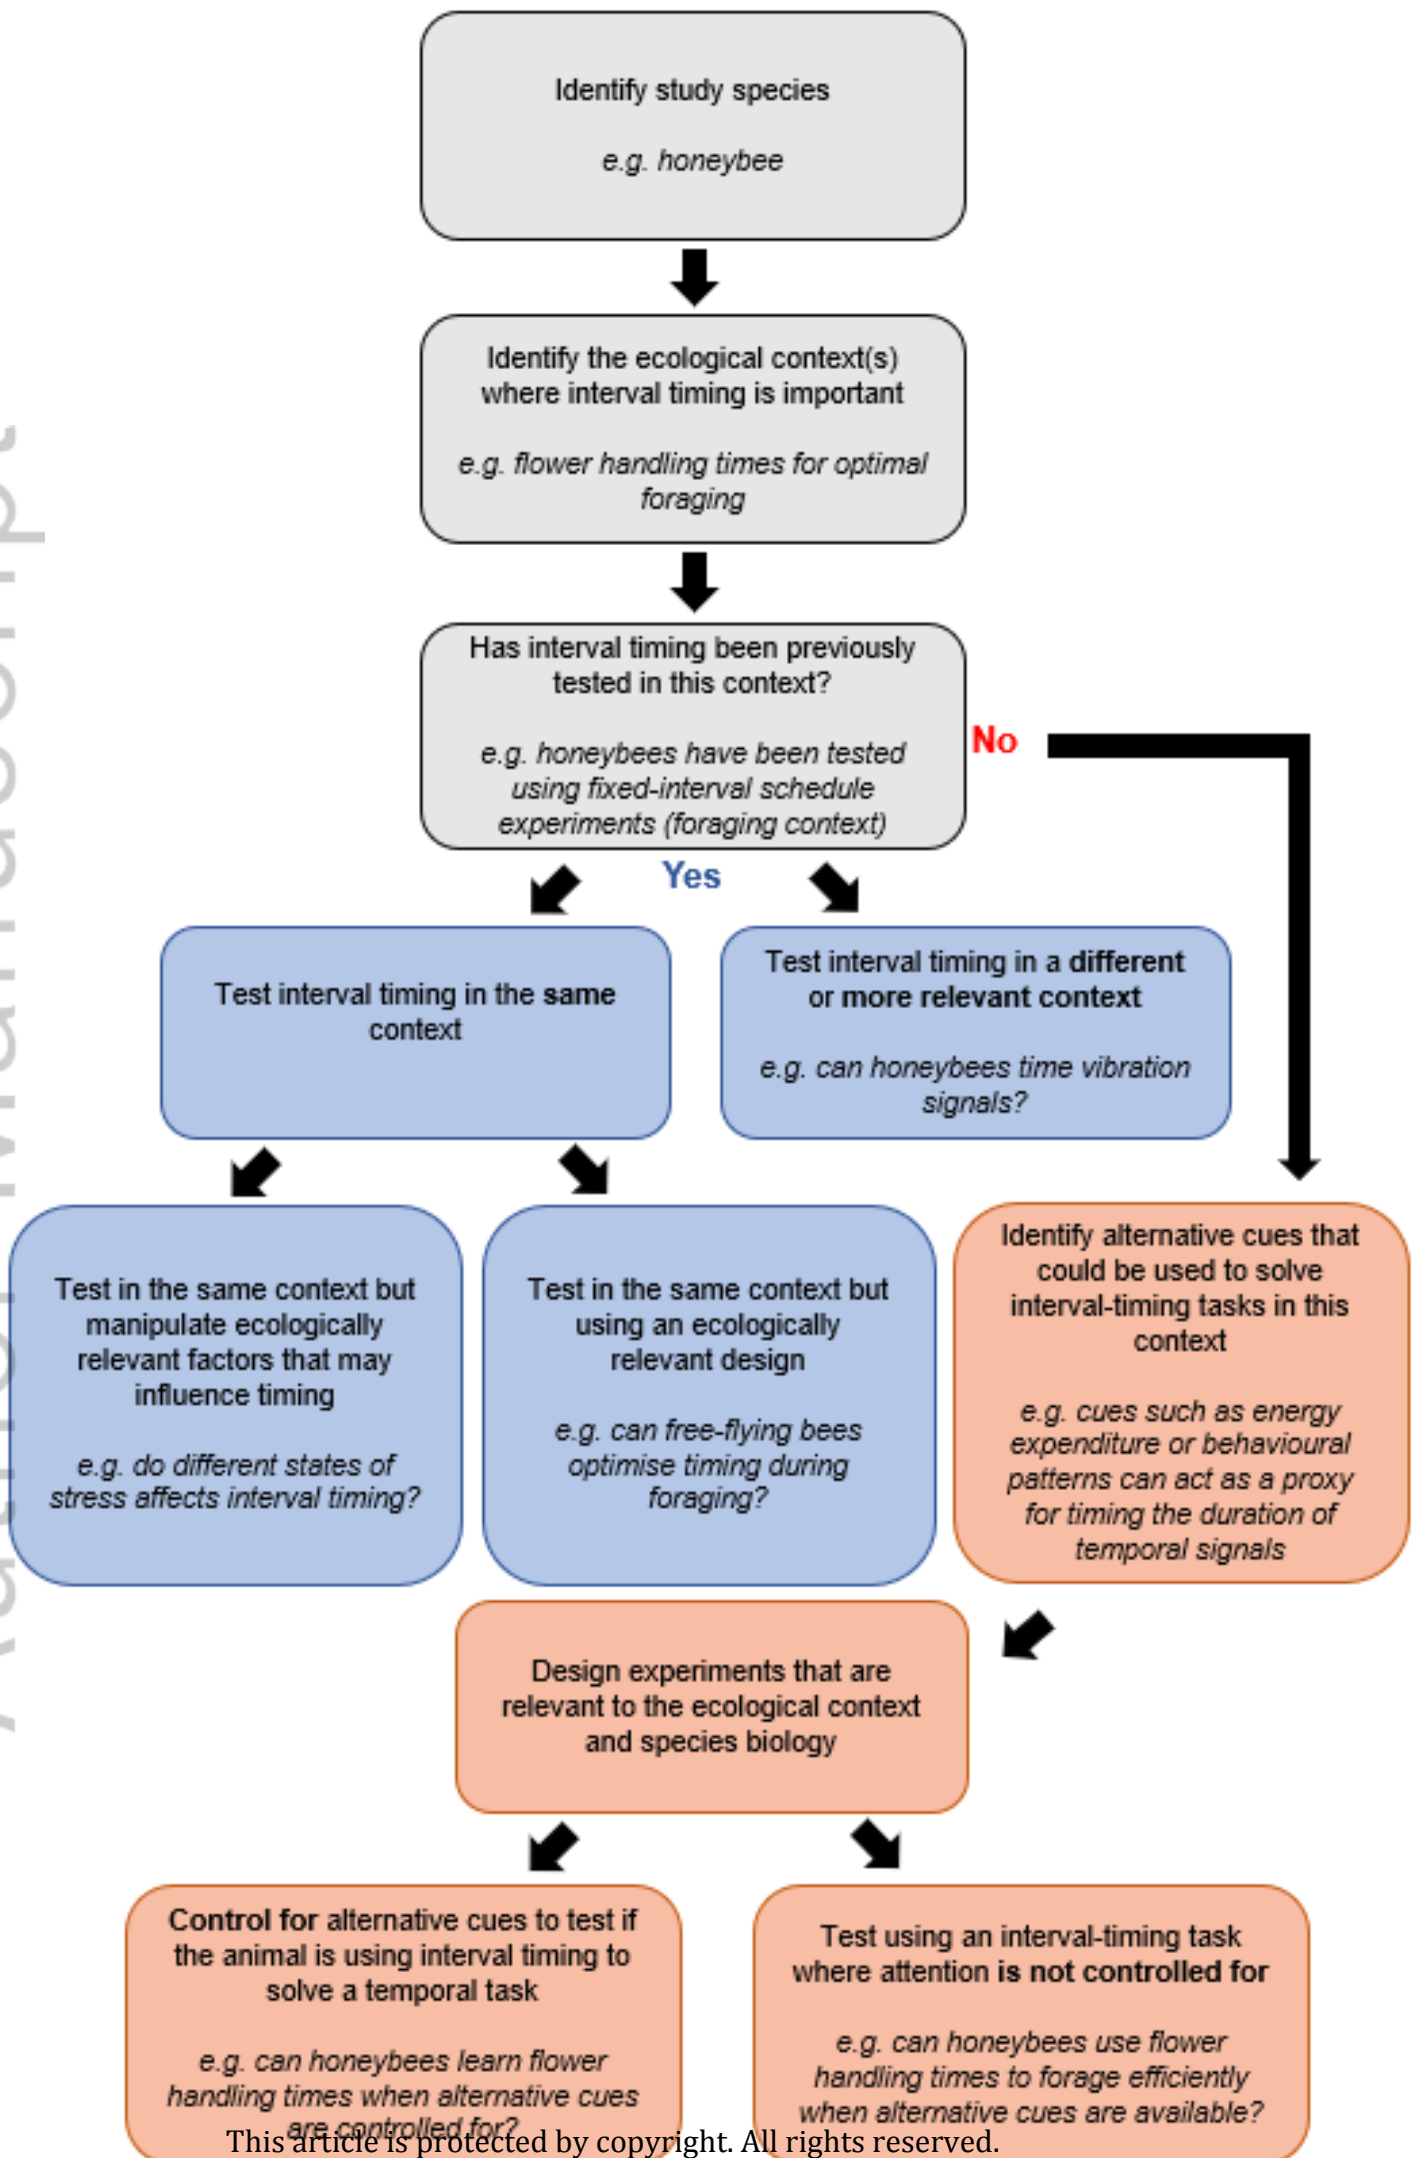 Identify study species
e.g. honeybee
Identify the ecological context(s)
where interval timing is important
e.g. flower handling times for optimal
foraging
Has interval timing been previously
tested in this context?
e.g. honeybees have been tested
using fixed-interval schedule
experiments (foraging context)
No
Yes
Test interval timing in the same
context
Test interval timing in a different
or more relevant context
e.g. can honeybees time vibration
signals?
Test in the same context but
manipulate ecologically
relevant factors that may
influence timing
e.g. do different states of
stress affects interval timing?
Test in the same context but
using an ecologically
relevant design
e.g. can free-flying bees
optimise timing during
foraging?
Identify alternative cues that
could be used to solve
interval-timing tasks in this
context
e.g. cues such as energy
expenditure or behavioural
patterns can act as a proxy
for timing the duration of
temporal signals
Design experiments that are
relevant to the ecological context
and species biology
Control for alternative cues to test if
the animal is using interval timing to
solve a temporal task
e.g. can honeybees learn flower
handling times when alternative cues
are controlled for?
Test using an interval-timing task
where attention is not controlled for
e.g. can honeybees use flower
handling times to forage efficiently
when alternative cues are available?
This article is protected by copyright. All rights reserved.